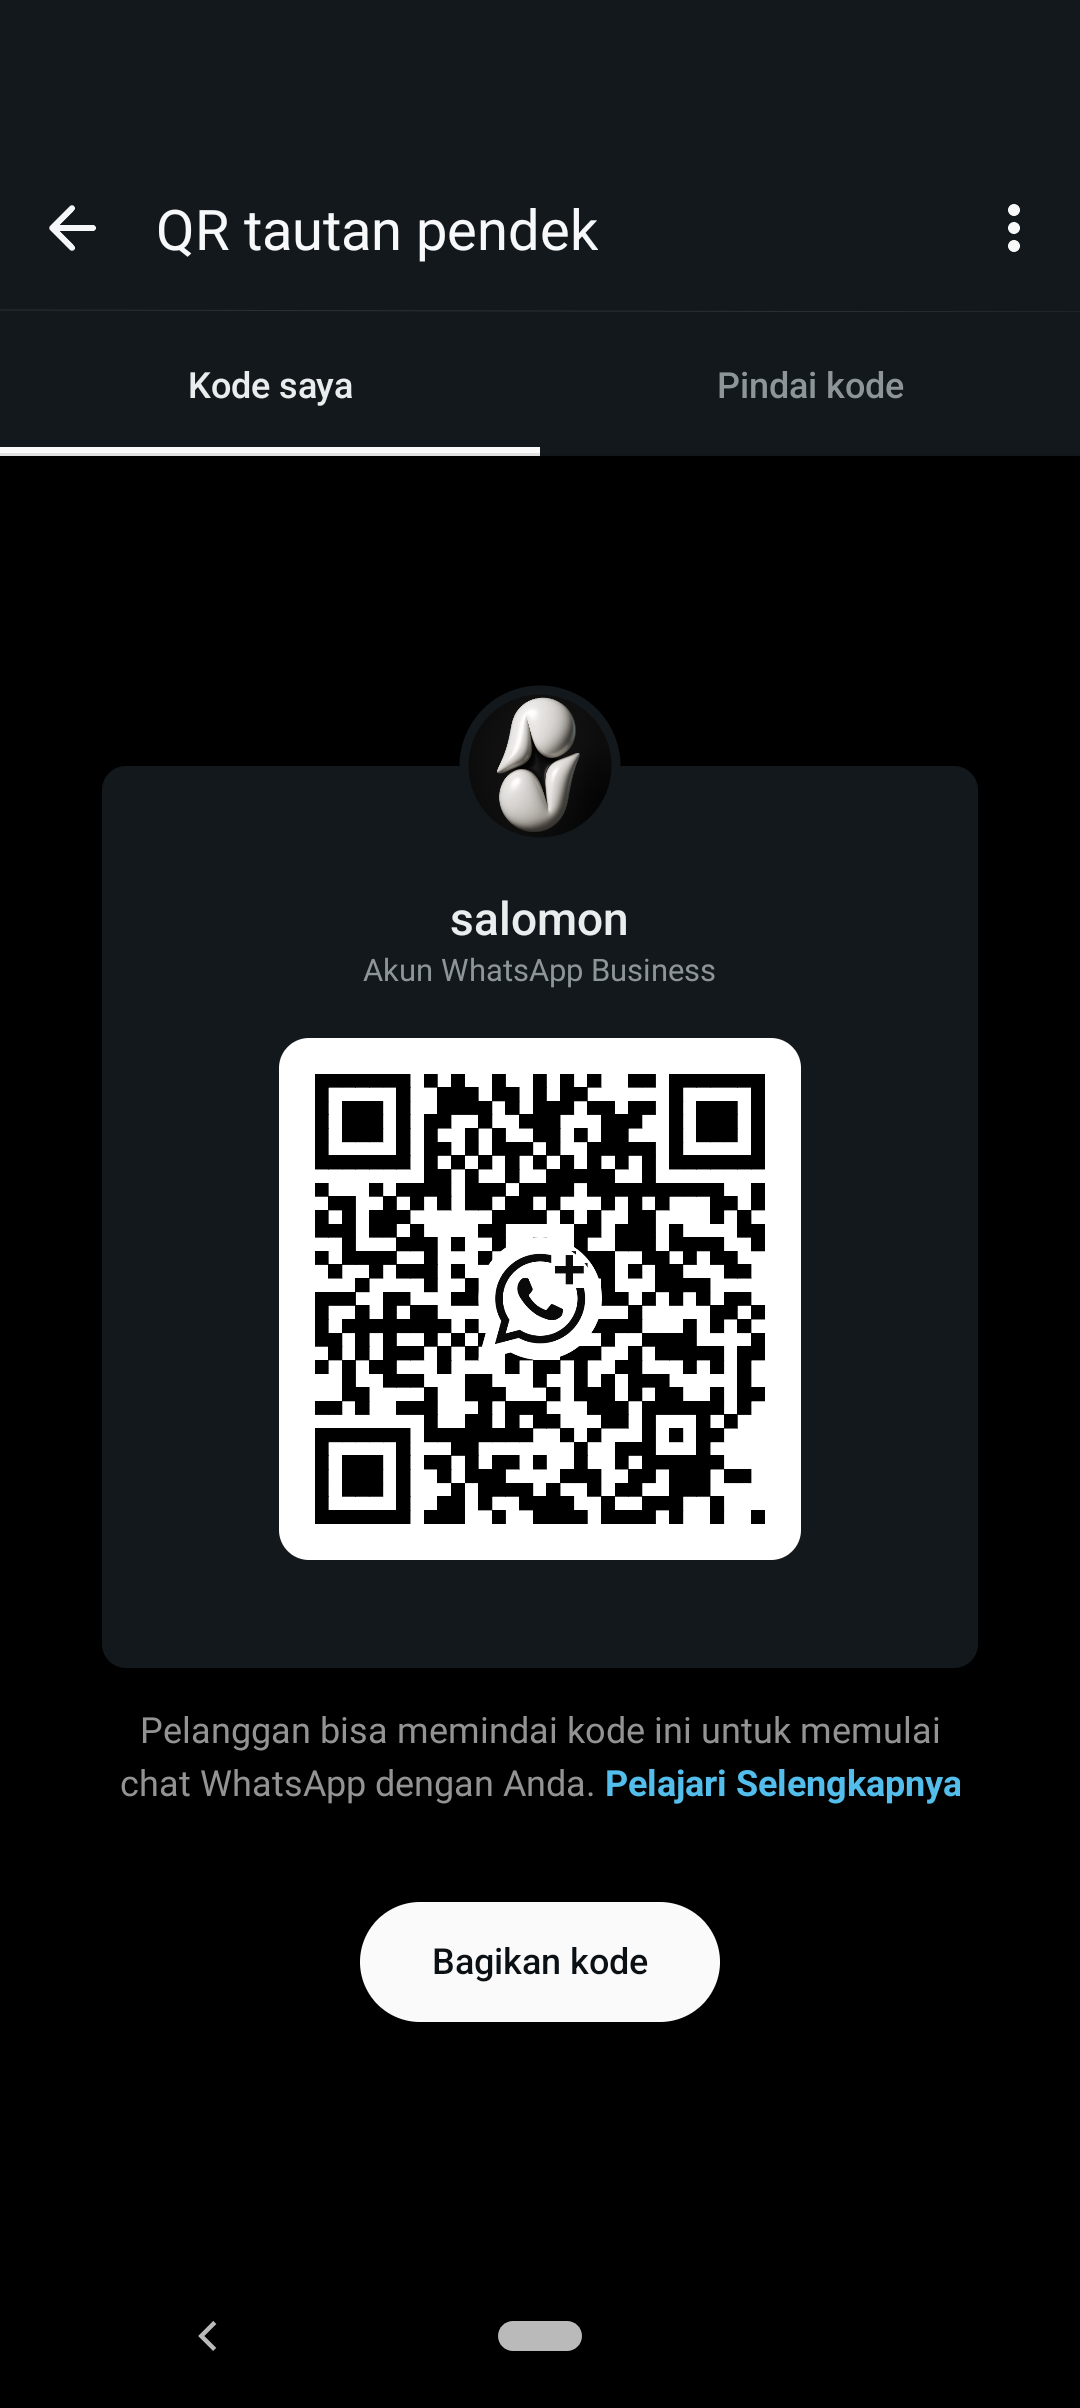 QR tautan pendek
Kode saya
Pindai kode
salomon
Akun WhatsApp Business
Pelanggan bisa memindai kode ini untuk memulai
chat WhatsApp dengan Anda. Pelajari Selengkapnya
Bagikan kode